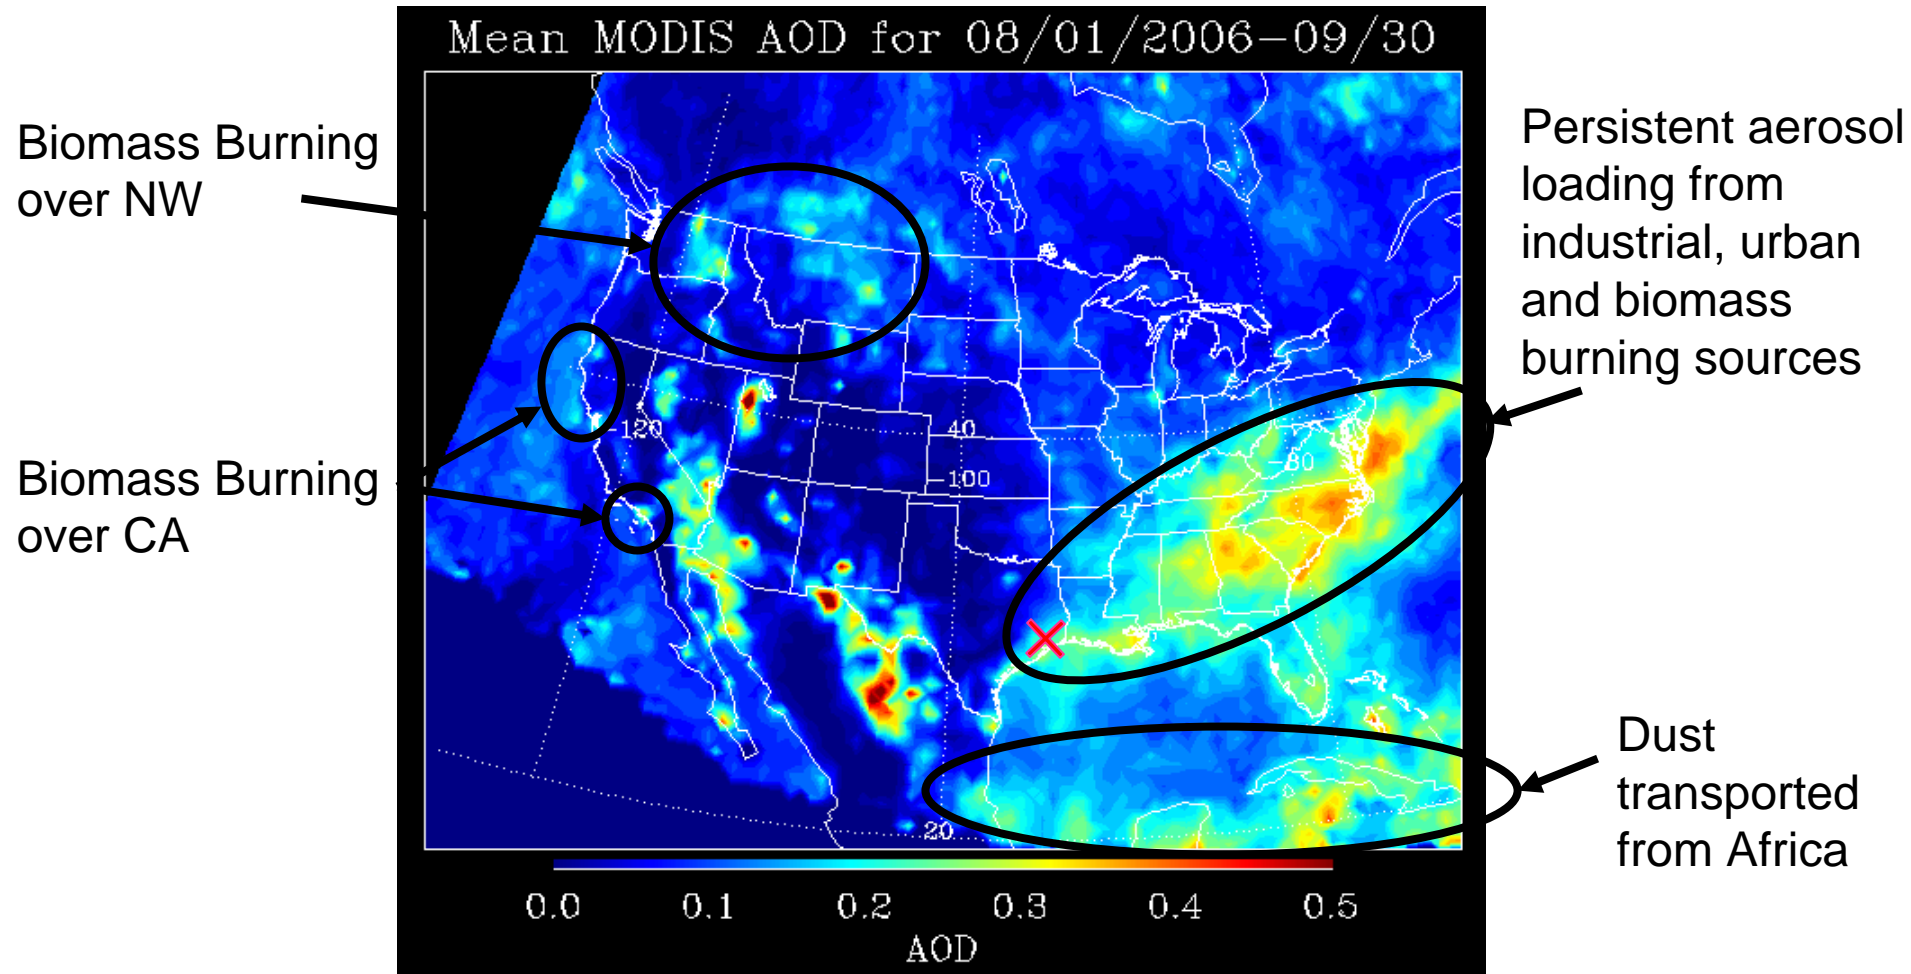 Mean MODIS AOD for 08/01/2006-09/30
Biomass Burning
over NW
Biomass Burning
over CA
Persistent aerosol
loading from
industrial, urban
and biomass
burning sources
Dust
transported
from Africa
-120
40
-100
-80
20
0.0 0.1 0.2 0.3 0.4 0.5
AOD